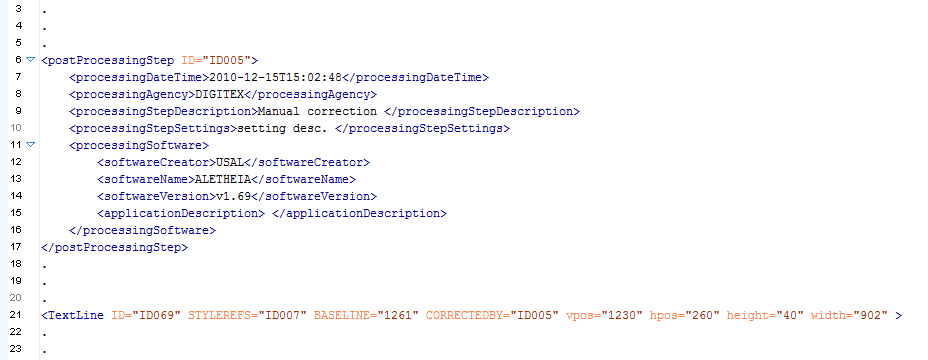 3 .
4 .
5 .
6 <postProcessingStep ID="ID005">
7 <processingDateTime>2010-12-15T15:02:48</processingDateTime>
8 <processingAgency>DIGITEX</processingAgency>
9 <processingStepDescription>Manual correction </processingStepDescription>
10 <processingStepSettings>setting desc. </processingStepSettings>
11 <processingSoftware>
12 <softwareCreator>USAL</softwareCreator>
13 <softwareName>ALETHEIA</softwareName>
14 <softwareVersion>v1.69</softwareVersion>
15 <applicationDescription> </applicationDescription>
16 </processingSoftware>
17 </postProcessingStep>
18 .
19 .
20 .
21 <TextLine ID="ID069" STYLEREFS="ID007" BASELINE="1261" CORRECTEDBY="ID005" vpos="1230" hpos="260" height="40" width="902" >
22 .
23 .